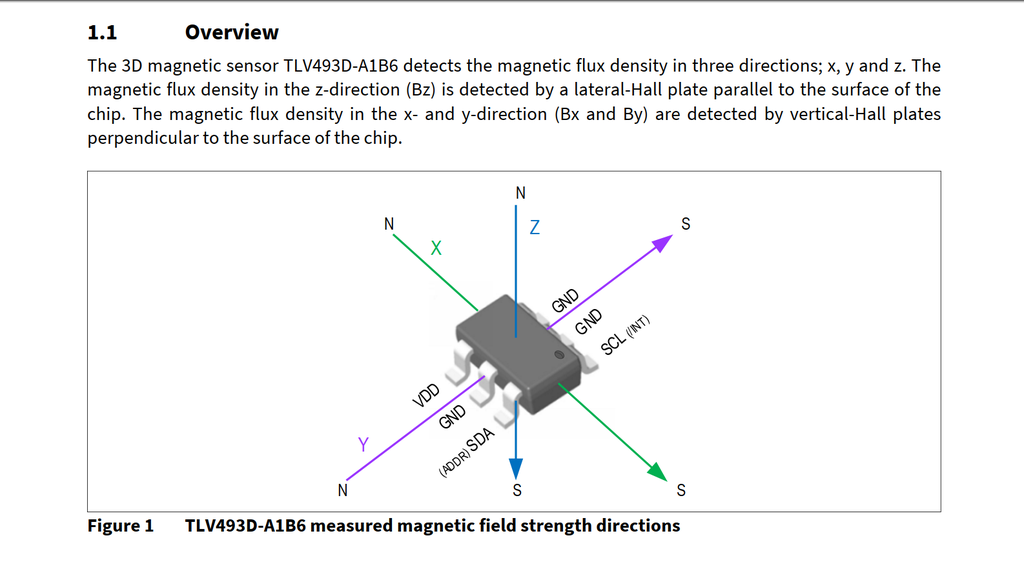 1.1 Overview
The 3D magnetic sensor TLV493D-A1B6 detects the magnetic flux density in three directions; x, y and z. The
magnetic flux density in the z-direction (Bz) is detected by a lateral-Hall plate parallel to the surface of the
chip. The magnetic flux density in the x- and y-direction (Bx and By) are detected by vertical-Hall plates
perpendicular to the surface of the chip.
N
N
Z
S
X
GND
GND
SCL (/INT)
VDD
GND
(ADDR) SDA
Y
N
S
S
Figure 1 TLV493D-A1B6 measured magnetic field strength directions